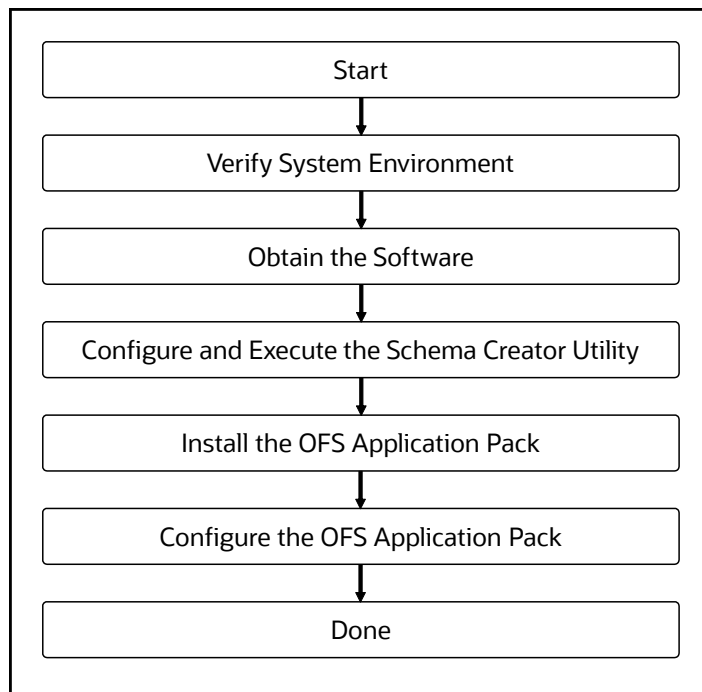 Start
Verify System Environment
Obtain the Software
Configure and Execute the Schema Creator Utility
Install the OFS Application Pack
Configure the OFS Application Pack
Done